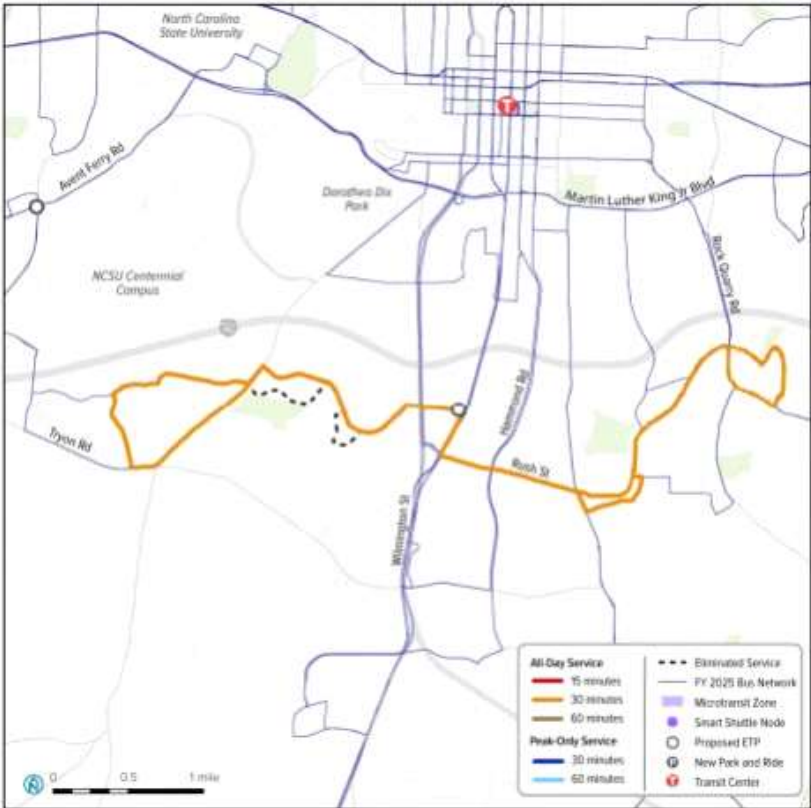 North Carolina
State University
T
Avent Ferry Rd
Dorothea Dix
Park
Martin Luther King Jr Blvd
NCSU Centennial
Campus
Rock Quarry Rd
Hammond Rd
Tryon Rd
Rush St
Wilmington St
All-Day Service
15 minutes
30 minutes
60 minutes
Peak-Only Service
30 minutes
60 minutes
Eliminated Service
FY 2025 Bus Network
Microtransit Zone
Smart Shuttle Node
Proposed ETP
P New Park and Ride
T Transit Center
N
0 0.5 1 mile